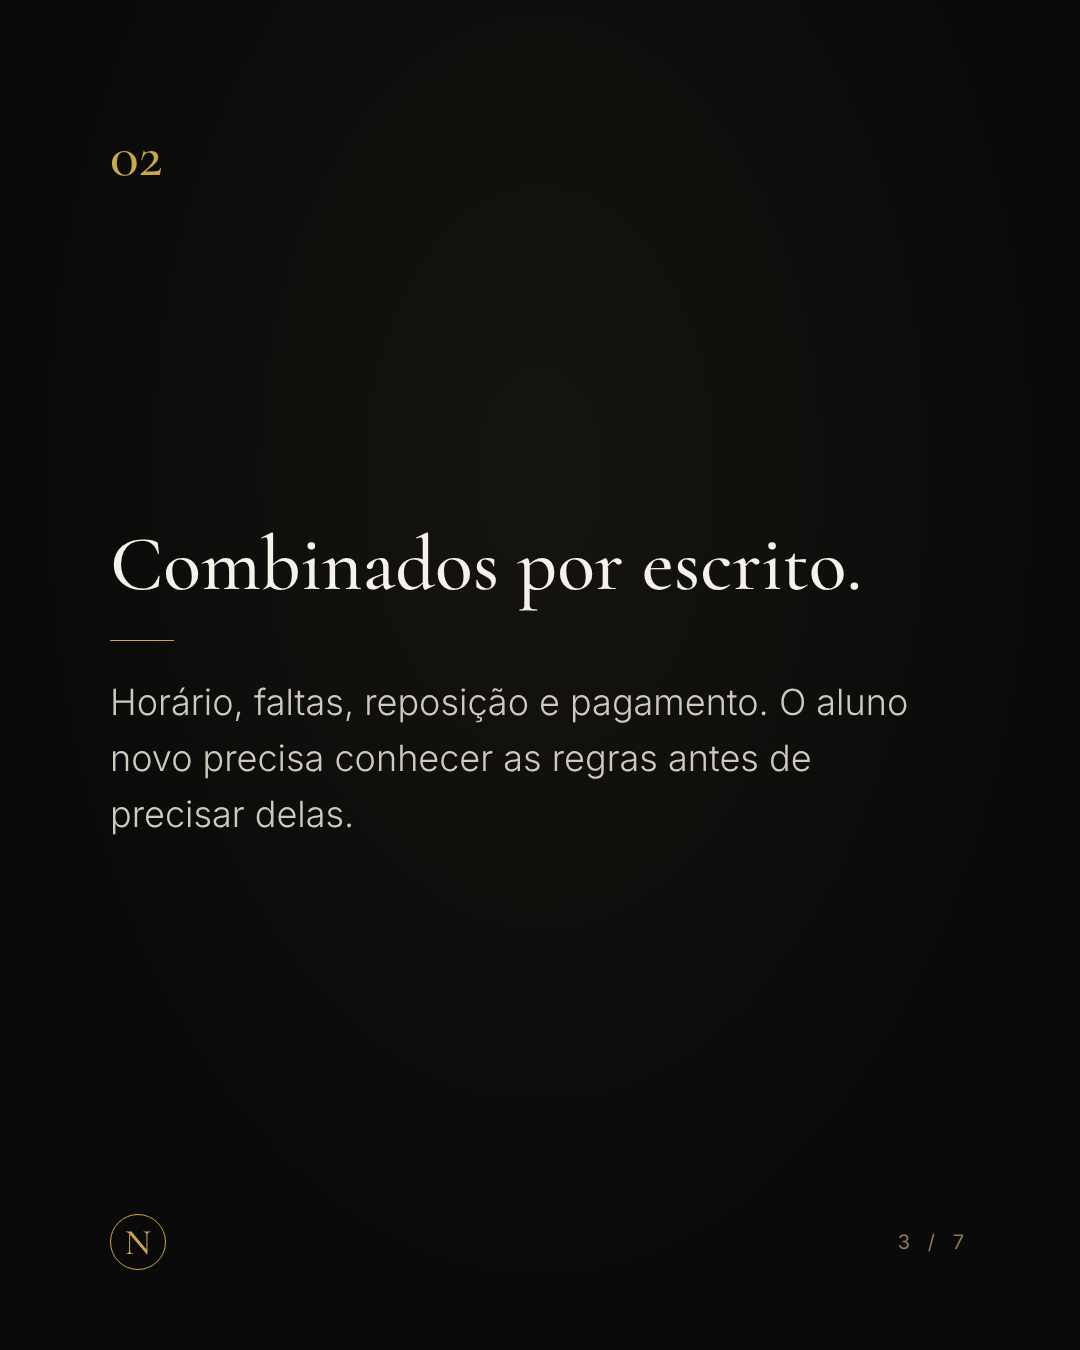 02
Combinados por escrito.
Horário, faltas, reposição e pagamento. O aluno
novo precisa conhecer as regras antes de
precisar delas.
N
3 / 7